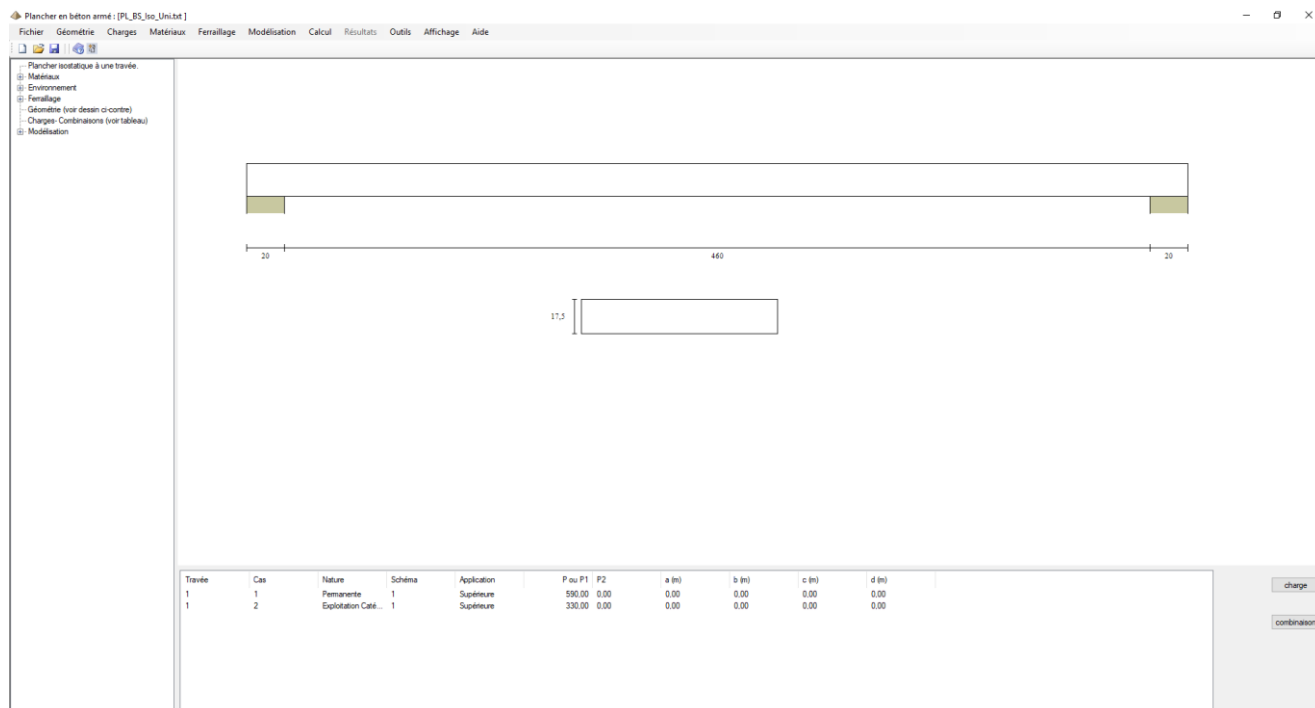 Plancher en béton armé : [PL_BS_Iso_Uni.txt ]
Fichier Géométrie Charges Matériaux Ferraillage Modélisation Calcul Résultats Outils Affichage Aide
Plancher isostatique à une travée.
Matériaux
Environnement
Ferraillage
Géométrie (voir dessin ci-contre)
Charges- Combinaisons (voir tableau)
Modélisation
20 460 20
17,5
Travée Cas Nature Schéma Application P ou P1 P2 a (m) b (m) c (m) d (m)
1 1 Permanente 1 Supérieure 590.00 0,00 0,00 0,00 0,00 0,00
1 2 Exploitation Caté... 1 Supérieure 330.00 0,00 0,00 0,00 0,00 0,00
charge
combinaison